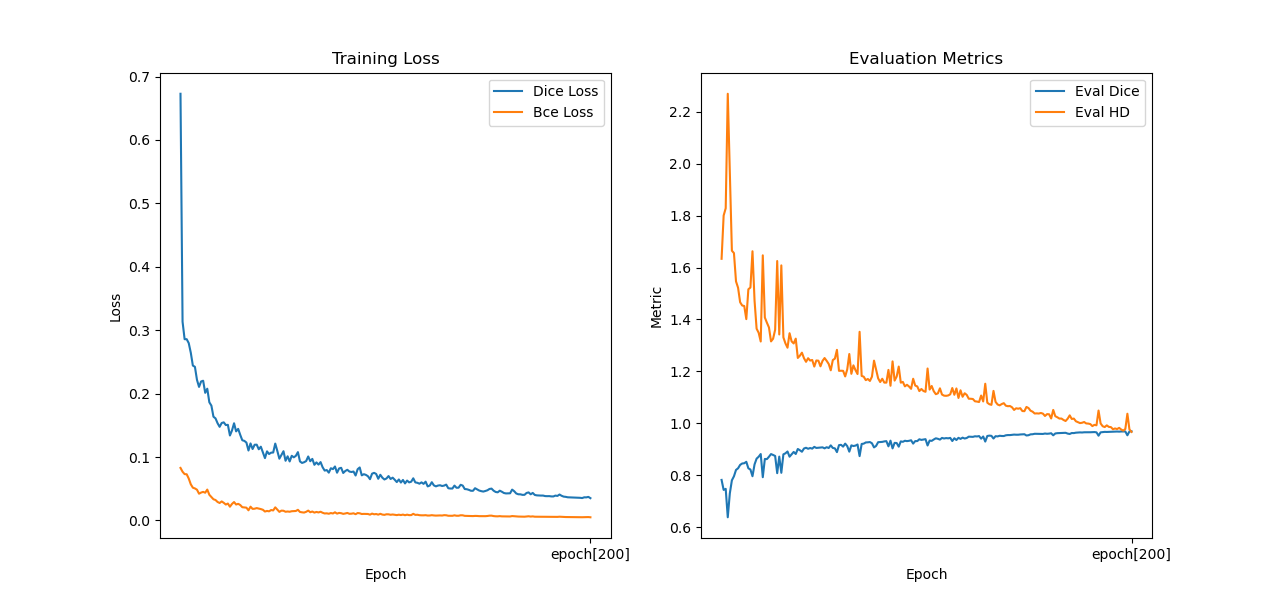 Training Loss
0.7
0.6
0.5
0.4
0.3
0.2
0.1
0.0
Loss
Dice Loss
Bce Loss
epoch[200]
Epoch
Evaluation Metrics
2.2
2.0
1.8
1.6
1.4
1.2
1.0
0.8
0.6
Metric
Eval Dice
Eval HD
epoch[200]
Epoch